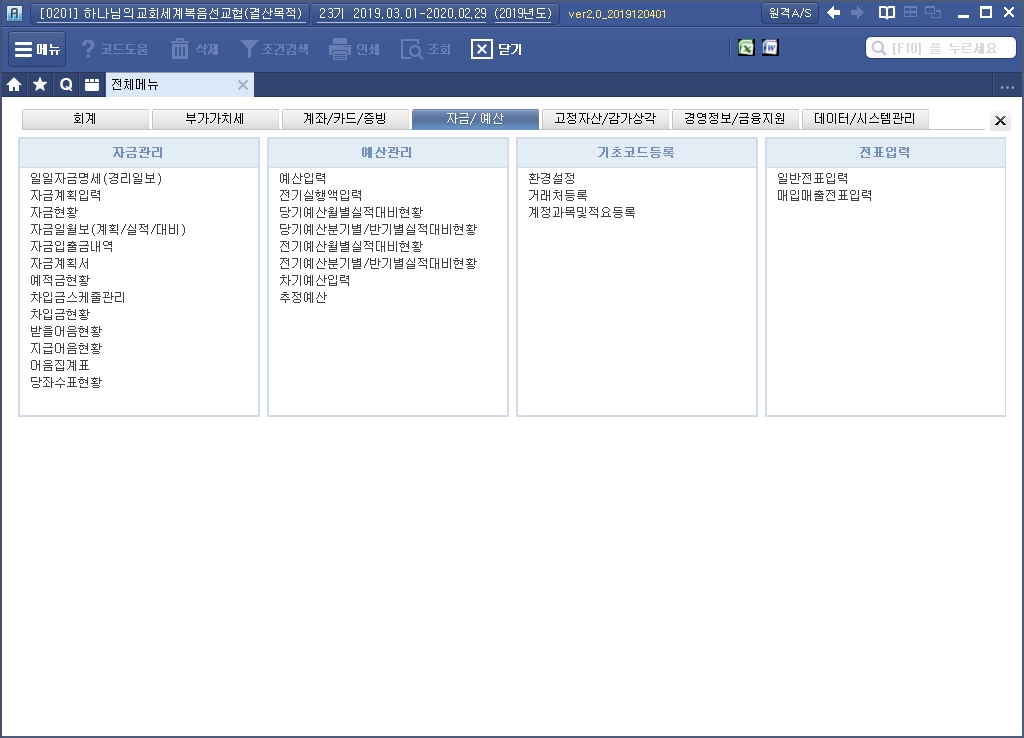 [0201] 하나님의교회세계복음선교협(결산목적) 23기 2019.03.01-2020.02.29 (2019년도) ver2.0_2019120401 원격A/S
메뉴 코드도움 삭제 조건검색 인쇄 조회 닫기 [F10] 을 누르세요
전체메뉴
회계 부가가치세 계좌/카드/증빙 자금/ 예산 고정자산/감가상각 경영정보/금융지원 데이터/시스템관리
자금관리
일일자금명세(경리일보)
자금계획입력
자금현황
자금일월보(계획/실적/대비)
자금입출금내역
자금계획서
예적금현황
차입금스케줄관리
차입금현황
받을어음현황
지급어음현황
어음집계표
당좌수표현황
예산관리
예산입력
전기실행액입력
당기예산월별실적대비현황
당기예산분기별/반기별실적대비현황
전기예산월별실적대비현황
전기예산분기별/반기별실적대비현황
차기예산입력
추정예산
기초코드등록
환경설정
거래처등록
계정과목및적요등록
전표입력
일반전표입력
매입매출전표입력